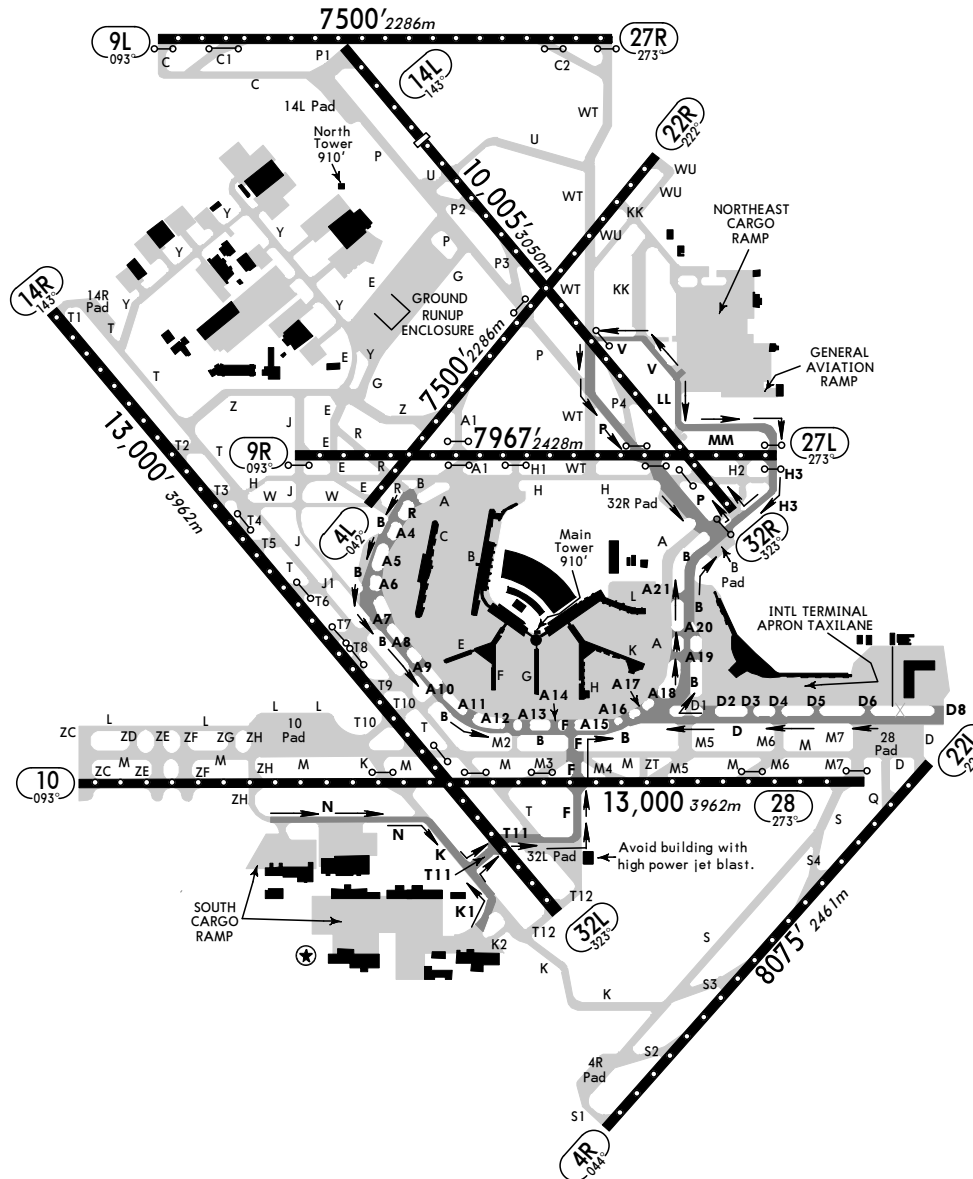 7500' 2286m
9L
093°
27R
273°
C
C1
P1
C2
C
14L
143°
14L Pad
WT
22R
222°
North
Tower
910'
P
U
U
WT
WU
10,005' 3050m
P2
KK
WU
NORTHEAST
CARGO
RAMP
Y
Y
Y
P
P3
WU
E
G
WT
KK
14R
143°
14R
Pad
Y
T1
T
GROUND
RUNUP
ENCLOSURE
Y
7500' 2286m
Y
E
G
P
V
V
GENERAL
AVIATION
RAMP
T
LL
Z
J
E
R
Z
A1
WT
P4
P
MM
7967' 2428m
9R
093°
27L
273°
T2
T
E
E
R
A1
H1
WT
H2
H3
13,000' 3962m
T3
H
W
J
W
R
B
A
H
H
32R Pad
P
H3
4L
042°
T4
T5
B
R
A4
C
B
Main
Tower
910'
A
B
B
Pad
32R
323°
J
A5
B
A6
T
J1
T6
L
A21
B
INTL TERMINAL
APRON TAXILANE
T7
A7
B
A8
A20
T8
E
K
A
A19
A9
F
G
H
A17
B
T9
A10
A14
A18
A11
A16
D1
D2
D3
D4
D5
D6
D8
L
L
L
L
10
Pad
T10
T10
T
B
A12
A13
F
A15
B
D
ZC
ZD
ZE
ZF
ZG
ZH
M2
B
F
M5
M6
M
M7
28
Pad
D
10
093°
ZC
M
ZE
M
ZF
ZH
M
K
M
M
M3
F
M4
M
ZT
M5
M6
M
M7
D
22L
13,000 3962m
28
273°
Q
ZH
N
N
T
F
S
K
T11
T11
32L Pad
Avoid building with
high power jet blast.
S4
SOUTH
CARGO
RAMP
K1
T12
T12
32L
323°
K2
8075' 2461m
K
K
S
S3
S2
4R
Pad
S1
4R
044°